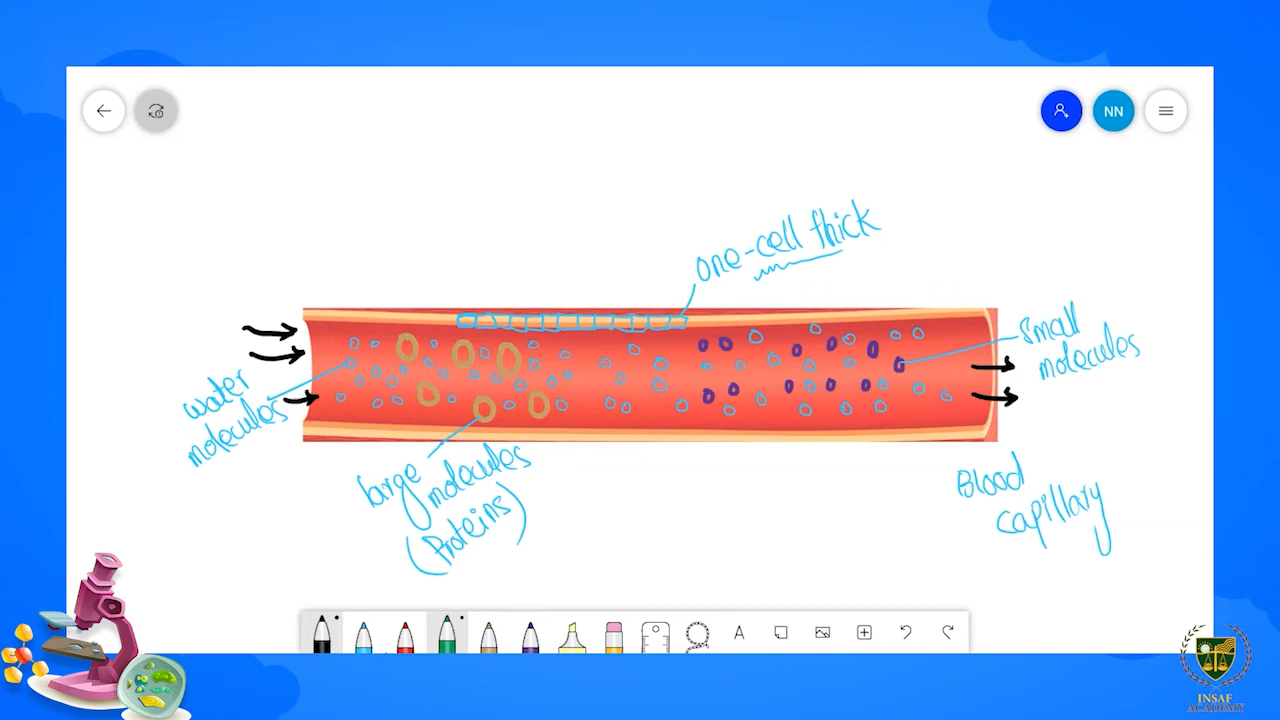 NN
one-cell thick
small
molecules
water
molecules
large
molecules
(Proteins)
Blood
capillary
A
INSAF
ACADEMY